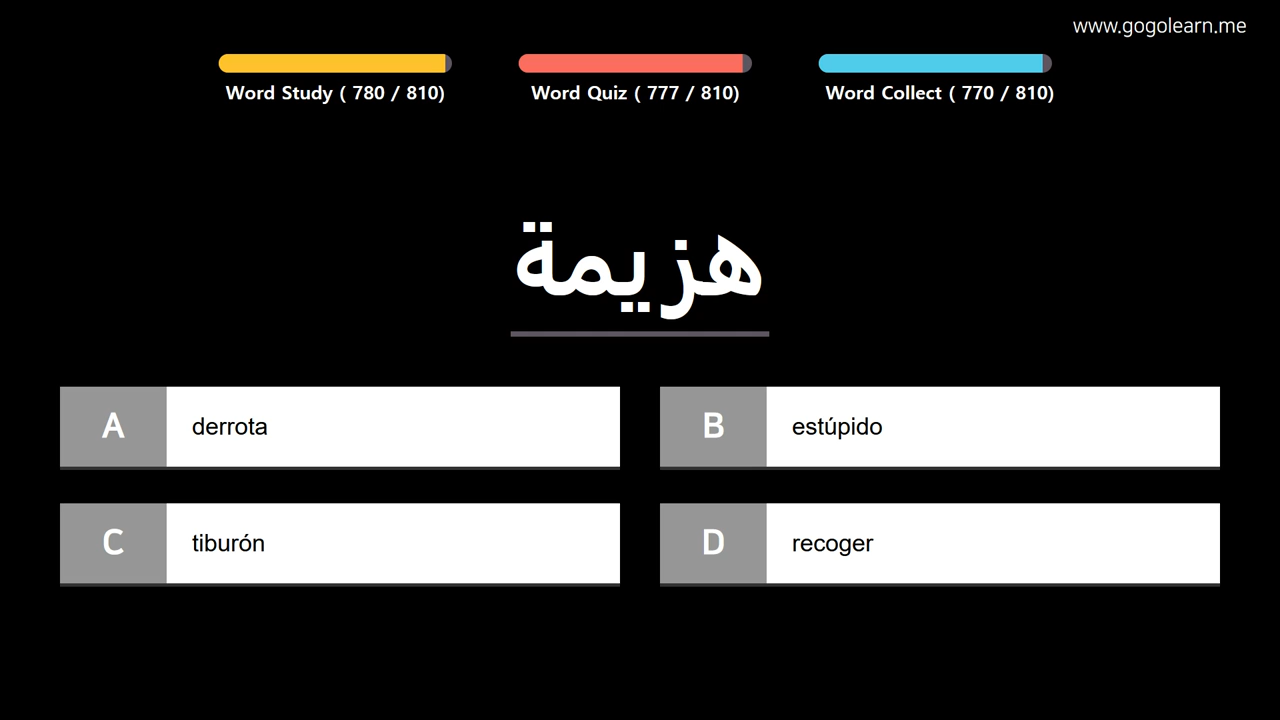 www.gogolearn.me
Word Study ( 780 / 810)
Word Quiz ( 777 / 810)
Word Collect ( 770 / 810)
هزيمة
A derrota
B estúpido
C tiburón
D recoger